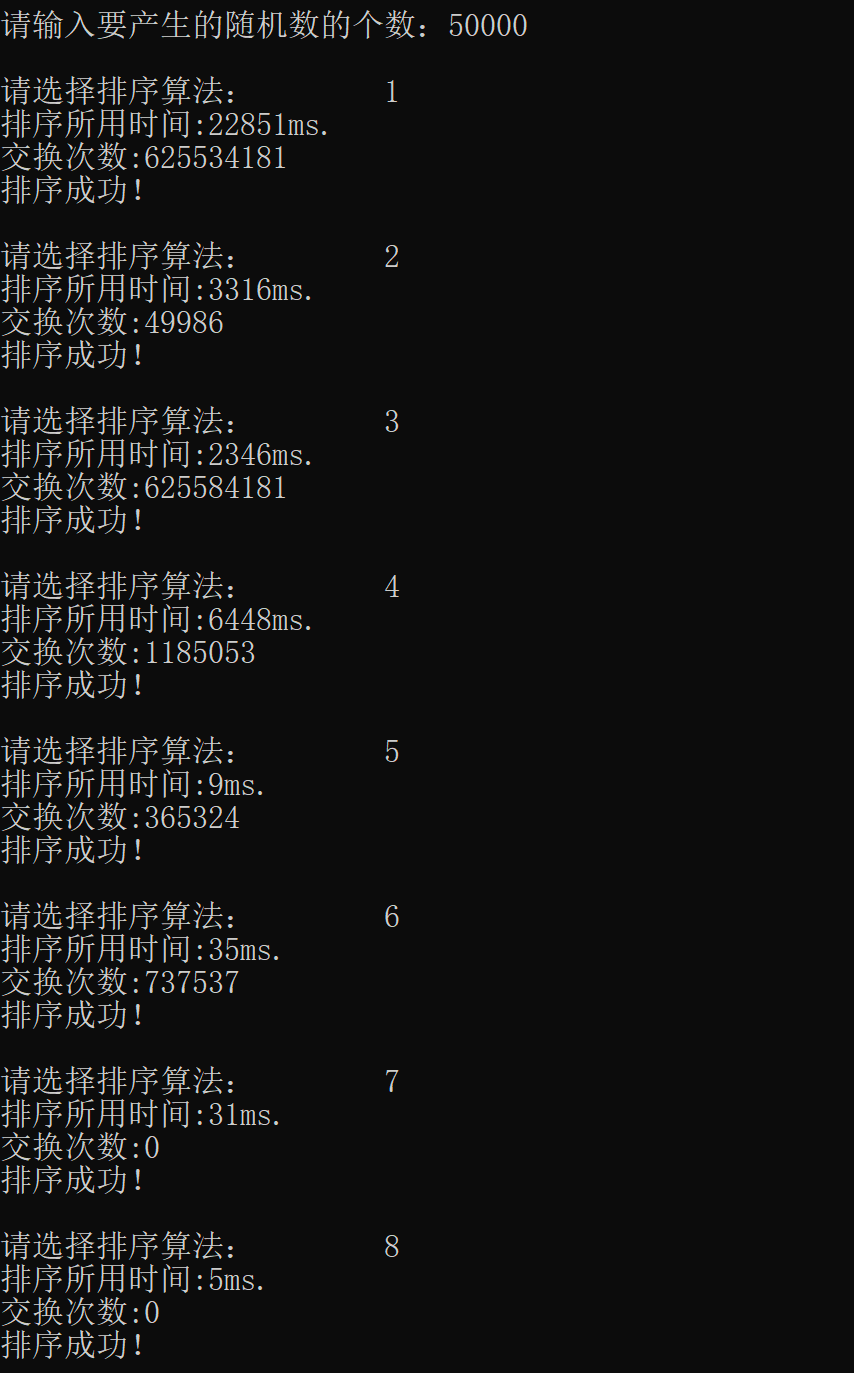 请输入要产生的随机数的个数：50000
请选择排序算法： 1
排序所用时间:22851ms.
交换次数:625534181
排序成功!
请选择排序算法： 2
排序所用时间:3316ms.
交换次数:49986
排序成功!
请选择排序算法： 3
排序所用时间:2346ms.
交换次数:625584181
排序成功!
请选择排序算法： 4
排序所用时间:6448ms.
交换次数:1185053
排序成功!
请选择排序算法： 5
排序所用时间:9ms.
交换次数:365324
排序成功!
请选择排序算法： 6
排序所用时间:35ms.
交换次数:737537
排序成功!
请选择排序算法： 7
排序所用时间:31ms.
交换次数:0
排序成功!
请选择排序算法： 8
排序所用时间:5ms.
交换次数:0
排序成功!